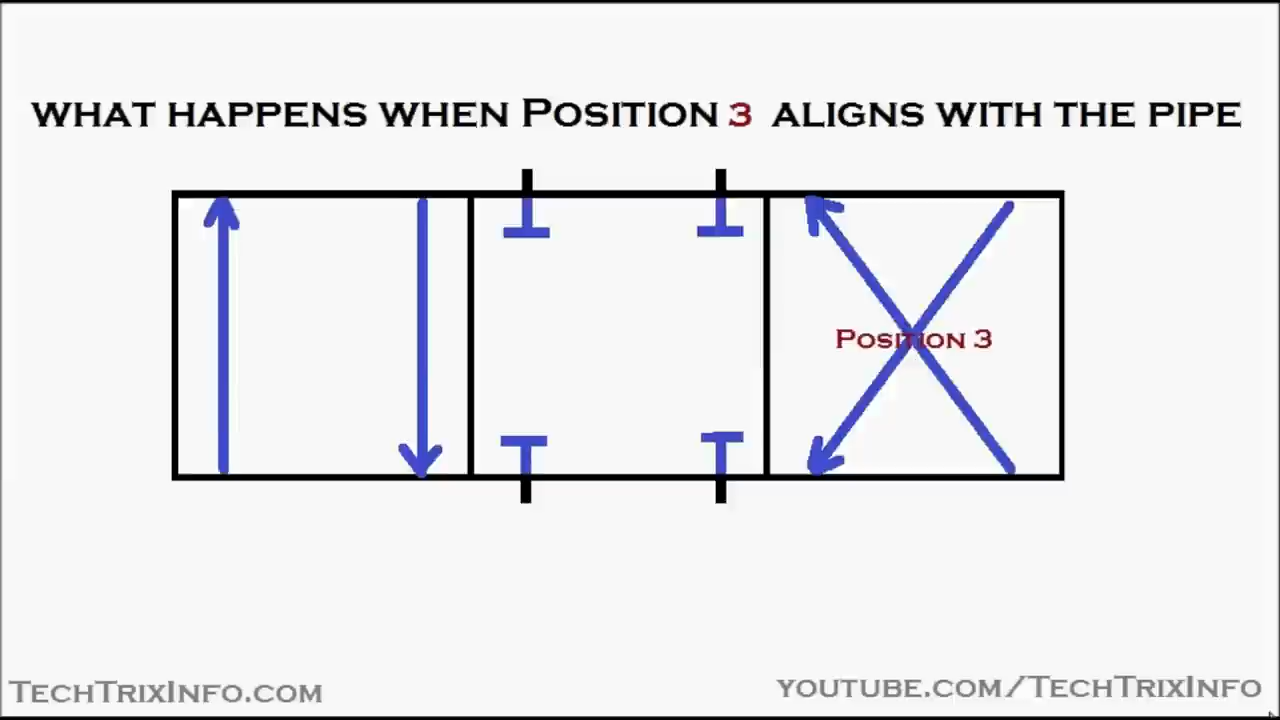 WHAT HAPPENS WHEN POSITION 3 ALIGNS WITH THE PIPE
POSITION 3
TECHTRIXINFO.COM
YOUTUBE.COM/TECHTRIXINFO